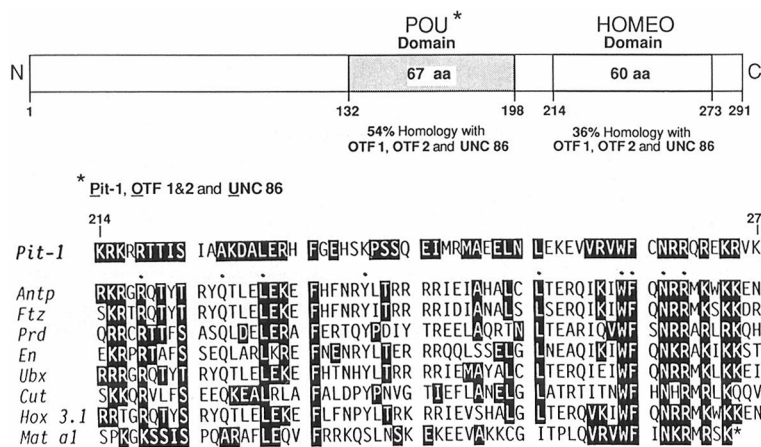 POU* HOMEO
Domain Domain
N 67 aa 60 aa C
1 132 198 214 273 291
54% Homology with 36% Homology with
OTF 1, OTF 2 and UNC 86 OTF 1, OTF 2 and UNC 86
* Pit-1, OTF 1&2 and UNC 86
214 27
Pit-1 KRKRRTTISI IAAKDALERH FGEHSKPSSQ EIMRMAEELN LEKEVVRVWF CNRRQREKRVK
Antp RKRGRQTYT RYQTLELEKE FHFNRYLTRR RRIEIAHALC LTERQIKIWF QNRRMKWKKEN
Ftz SKRTRQTYT RYQTLELEKE FHFNRYITRR RRIDIANALS LSERQIKIWF QNRRMKSKKDR
Prd QRRCRTTFS ASQLDELERA FERTQYPDIY TREELAQRTN LTEARIQVWF SNRRARLRKQH
En EKRPRTAFS SEQLARLKRE FNENRYLTER RRQQLSSELG LNEAQIKIWF QNKRAKIKKST
Ubx RRRGRQTYT RYQTLELEKE FHTNHYLTRR RRIEMAYALC LTERQIEIWF QNRRMKLKKEI
Cut SKKQRVLFS EEQKEALRLA FALDPYPNVG TIEFLANELG LATRTITNWF HNHRMRLKQQV
Hox 3.1 RRTGRQTYS RYQTLELEKE FLFNPYLTRK RRIEVSHALG LTERQVKIWF QNRRMKWKKEN
Mat a1 SPKGKSSIS PQARAFLEQV FRRKQSLNSK EKEEVAKKCG ITPLQVRVWF INKRMRSK*